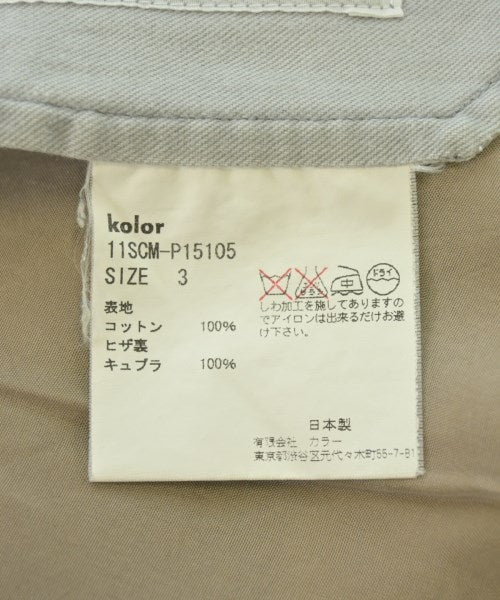 kolor
11SCM-P15105
SIZE 3
表地
コットン 100%
ヒザ裏
キュプラ 100%
ドライ
しわ加工を施してありますの
でアイロンは出来るだけお避
け下さい。
日本製
有限会社 カラー
東京都渋谷区元代々木町55-7-B1